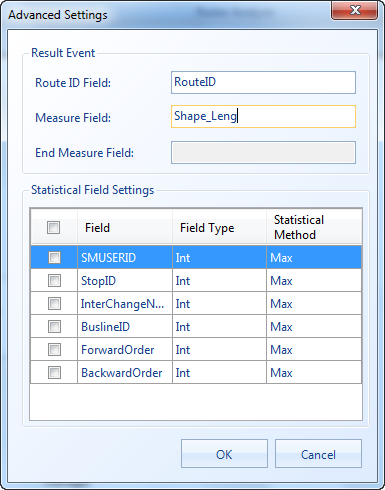 Advanced Settings
Result Event
Route ID Field: RouteID
Measure Field: Shape_Leng
End Measure Field:
Statistical Field Settings
Field Field Type Statistical Method
SMUSERID Int Max
StopID Int Max
InterChangeN... Int Max
BuslineID Int Max
ForwardOrder Int Max
BackwardOrder Int Max
OK Cancel